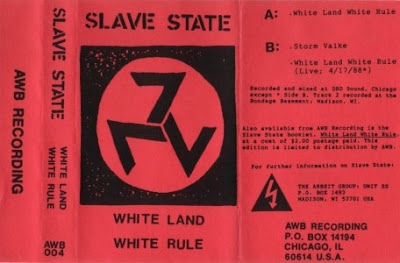 SLAVE STATE
WHITE LAND
WHITE RULE
AWB RECORDING
AWB
004
SLAVE STATE
WHITE LAND
WHITE RULE
A: .White Land White Rule
B: .Storm Valke
.White Land White Rule
(Live: 4/17/88*)
Recorded and mixed at OBO Sound, Chicago
except * Side B, Track 2 recorded at the
Bondage Basement; Madison, WI.
Also available from AWB Recording is the
Slave State booklet, White Land White Rule,
at a cost of $2.00 postage paid. This
edition is limited to distribution by AWB.
For further information on Slave State:
THE ARBEIT GROUP: UNIT SS
P.O. BOX 1493
MADISON, WI 53701 USA
AWB RECORDING
P.O. BOX 14194
CHICAGO, IL
60614 U.S.A.